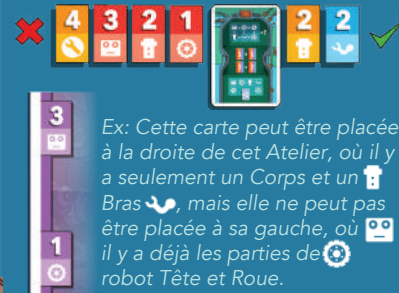 4 3 2 1 2 2
3
1
Ex: Cette carte peut être placée
à la droite de cet Atelier, où il y
a seulement un Corps et un
Bras, mais elle ne peut pas
être placée à sa gauche, où
il y a déjà les parties de
robot Tête et Roue.